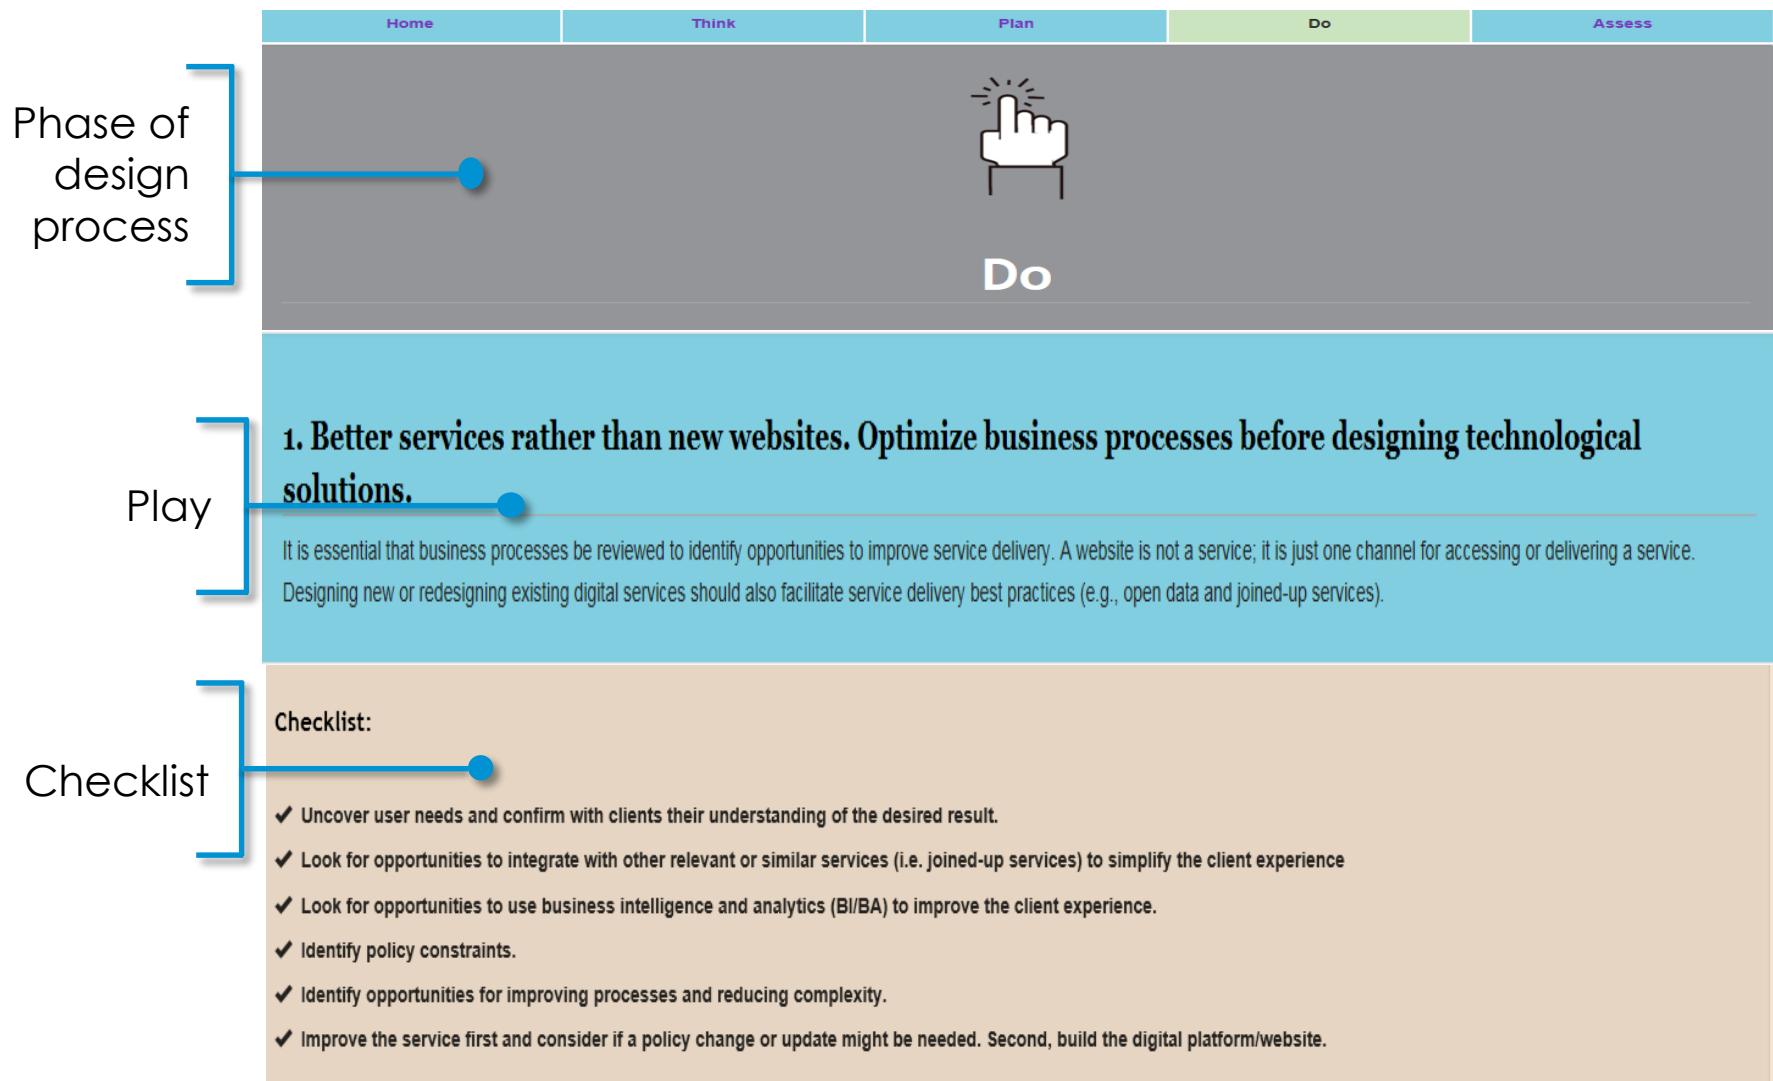 Home Think Plan Do Assess
Phase of
design
process
Do
Play
1. Better services rather than new websites. Optimize business processes before designing technological
solutions.
It is essential that business processes be reviewed to identify opportunities to improve service delivery. A website is not a service; it is just one channel for accessing or delivering a service.
Designing new or redesigning existing digital services should also facilitate service delivery best practices (e.g., open data and joined-up services).
Checklist
Checklist:
✔ Uncover user needs and confirm with clients their understanding of the desired result.
✔ Look for opportunities to integrate with other relevant or similar services (i.e. joined-up services) to simplify the client experience
✔ Look for opportunities to use business intelligence and analytics (BI/BA) to improve the client experience.
✔ Identify policy constraints.
✔ Identify opportunities for improving processes and reducing complexity.
✔ Improve the service first and consider if a policy change or update might be needed. Second, build the digital platform/website.